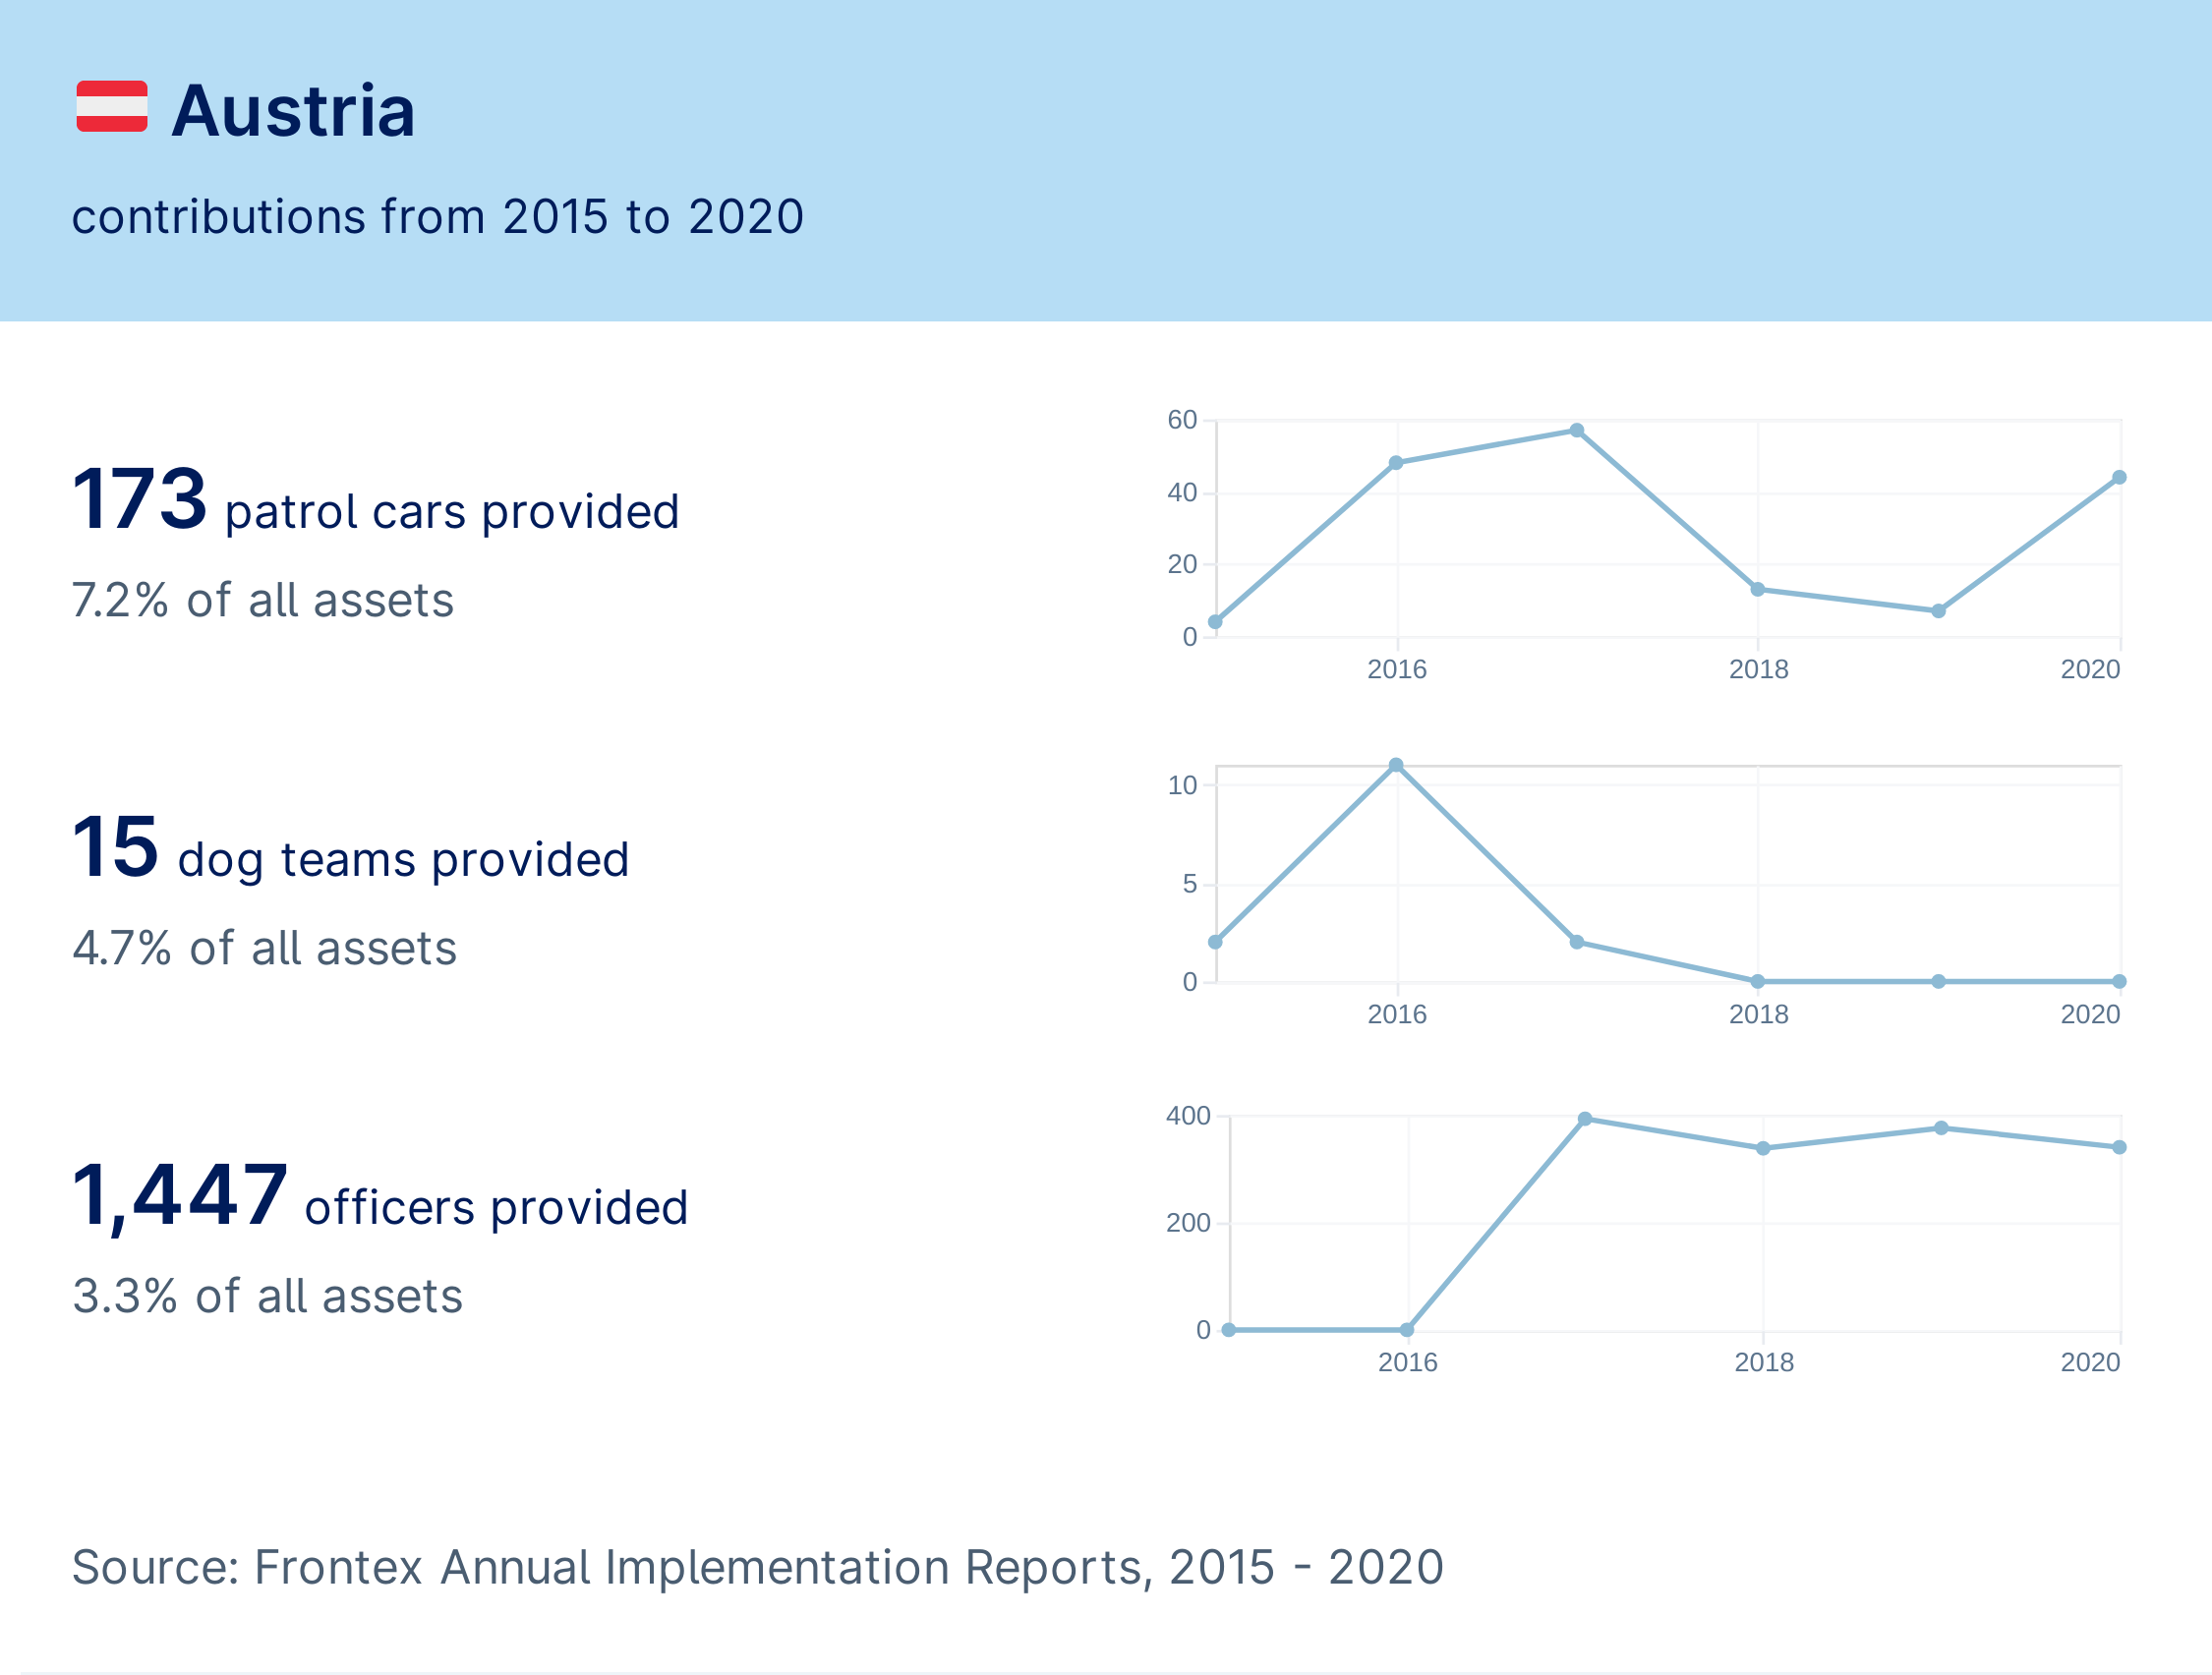 Austria
contributions from 2015 to 2020
173 patrol cars provided
7.2% of all assets
60
40
20
0
2016 2018 2020
15 dog teams provided
4.7% of all assets
10
5
0
2016 2018 2020
1,447 officers provided
3.3% of all assets
400
200
0
2016 2018 2020
Source: Frontex Annual Implementation Reports, 2015 - 2020